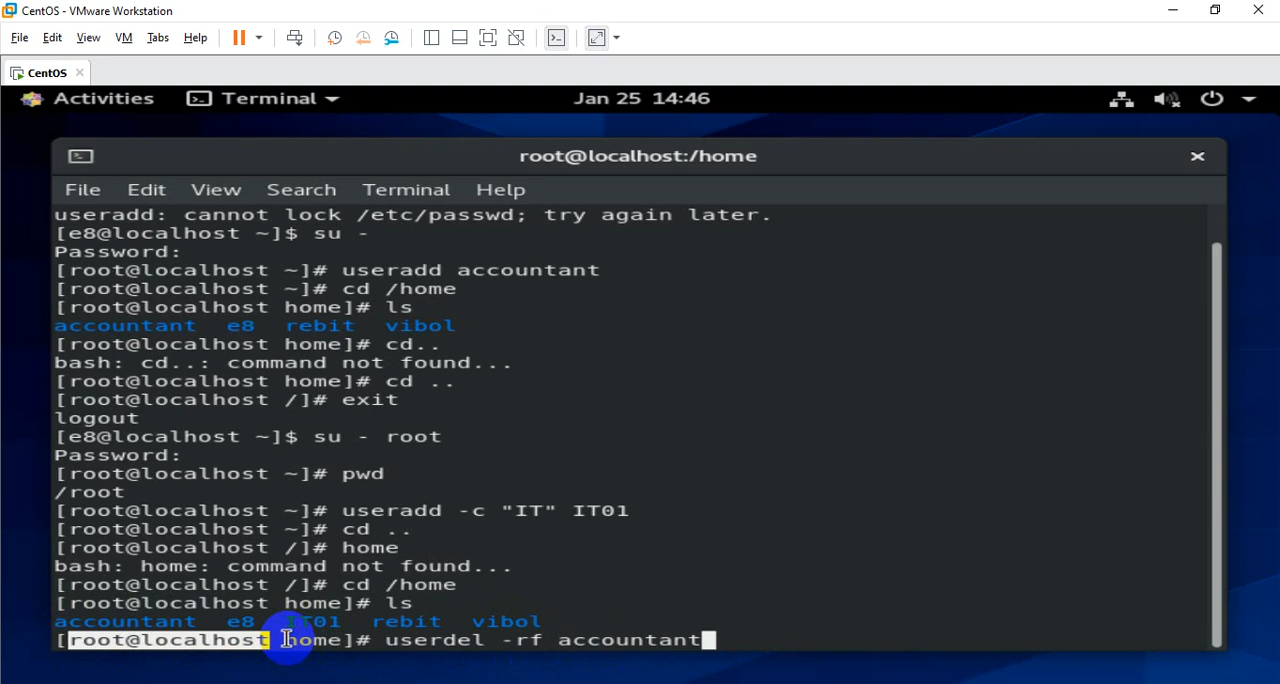 CentOS - VMware Workstation
File Edit View VM Tabs Help
CentOS
Activities Terminal Jan 25 14:46
root@localhost:/home
File Edit View Search Terminal Help
useradd: cannot lock /etc/passwd; try again later.
[e8@localhost ~]$ su -
Password:
[root@localhost ~]# useradd accountant
[root@localhost ~]# cd /home
[root@localhost home]# ls
accountant e8 rebit vibol
[root@localhost home]# cd..
bash: cd..: command not found...
[root@localhost home]# cd ..
[root@localhost /]# exit
logout
[e8@localhost ~]$ su - root
Password:
[root@localhost ~]# pwd
/root
[root@localhost ~]# useradd -c "IT" IT01
[root@localhost ~]# cd ..
[root@localhost /]# home
bash: home: command not found...
[root@localhost /]# cd /home
[root@localhost home]# ls
accountant e8 IT01 rebit vibol
[root@localhost home]# userdel -rf accountant